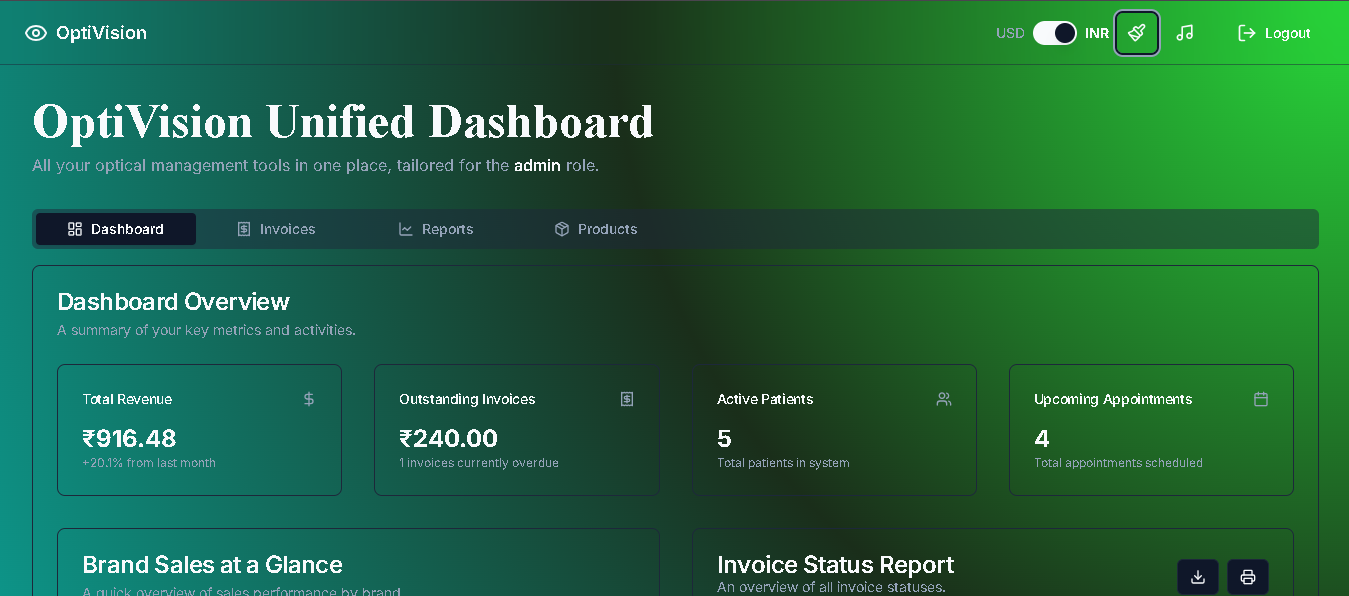 OptiVision
USD INR Logout
OptiVision Unified Dashboard
All your optical management tools in one place, tailored for the admin role.
Dashboard Invoices Reports Products
Dashboard Overview
A summary of your key metrics and activities.
Total Revenue
₹916.48
+20.1% from last month
Outstanding Invoices
₹240.00
1 invoices currently overdue
Active Patients
5
Total patients in system
Upcoming Appointments
4
Total appointments scheduled
Brand Sales at a Glance
A quick overview of sales performance by brand.
Invoice Status Report
An overview of all invoice statuses.